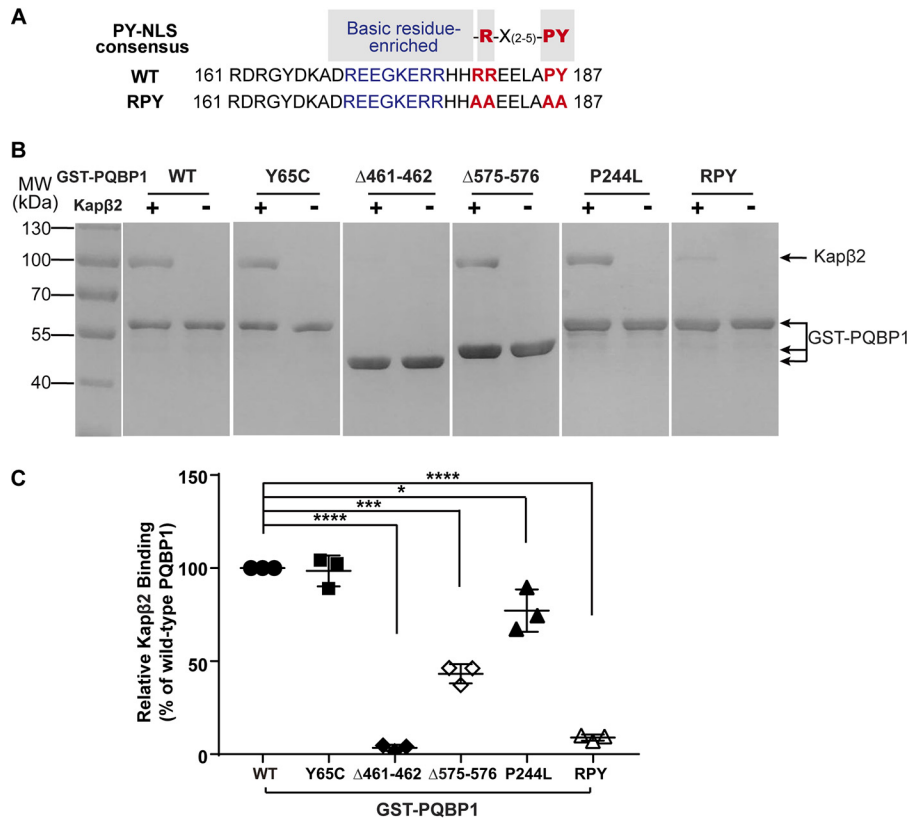 A
PY-NLS
consensus
Basic residue-
enriched
-R-X(2-5)-PY
WT 161 RDRGYDKADREEGKERRHHRREELAPY 187
RPY 161 RDRGYDKADREEGKERRHHAAEELAAA 187
B
MW
(kDa)
GST-PQBP1 WT Y65C Δ461-462 Δ575-576 P244L RPY
Kapβ2 + - + - + - + - + - + -
130
100
70
55
40
Kapβ2
GST-PQBP1
C
Relative Kapβ2 Binding
(% of wild-type PQBP1)
150
100
50
0
****
*
***
****
WT Y65C Δ461-462 Δ575-576 P244L RPY
GST-PQBP1